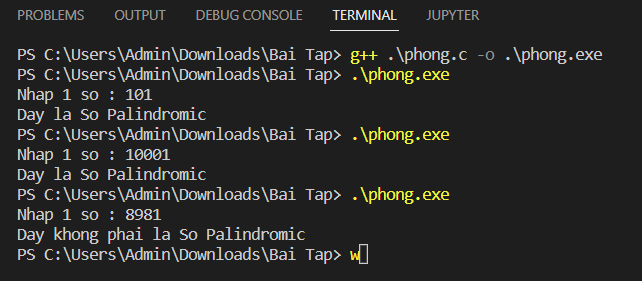 PROBLEMS OUTPUT DEBUG CONSOLE TERMINAL JUPYTER
PS C:\Users\Admin\Downloads\Bai Tap> g++ .\phong.c -o .\phong.exe
PS C:\Users\Admin\Downloads\Bai Tap> .\phong.exe
Nhap 1 so : 101
Day la So Palindromic
PS C:\Users\Admin\Downloads\Bai Tap> .\phong.exe
Nhap 1 so : 10001
Day la So Palindromic
PS C:\Users\Admin\Downloads\Bai Tap> .\phong.exe
Nhap 1 so : 8981
Day khong phai la So Palindromic
PS C:\Users\Admin\Downloads\Bai Tap> w